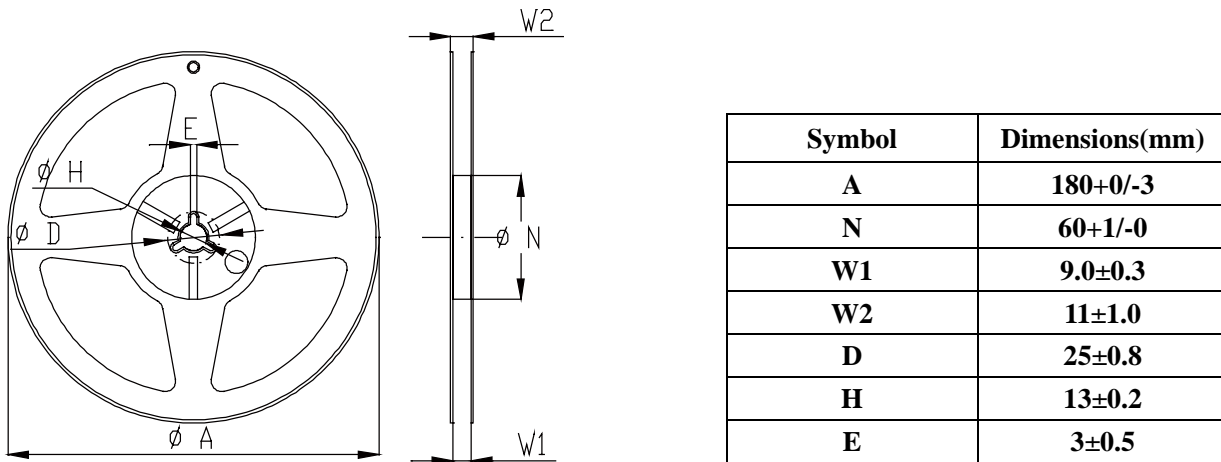 W2
E
ϕ H
ϕ D
ϕ N
ϕ A
W1
Symbol Dimensions(mm)
A 180+0/-3
N 60+1/-0
W1 9.0±0.3
W2 11±1.0
D 25±0.8
H 13±0.2
E 3±0.5